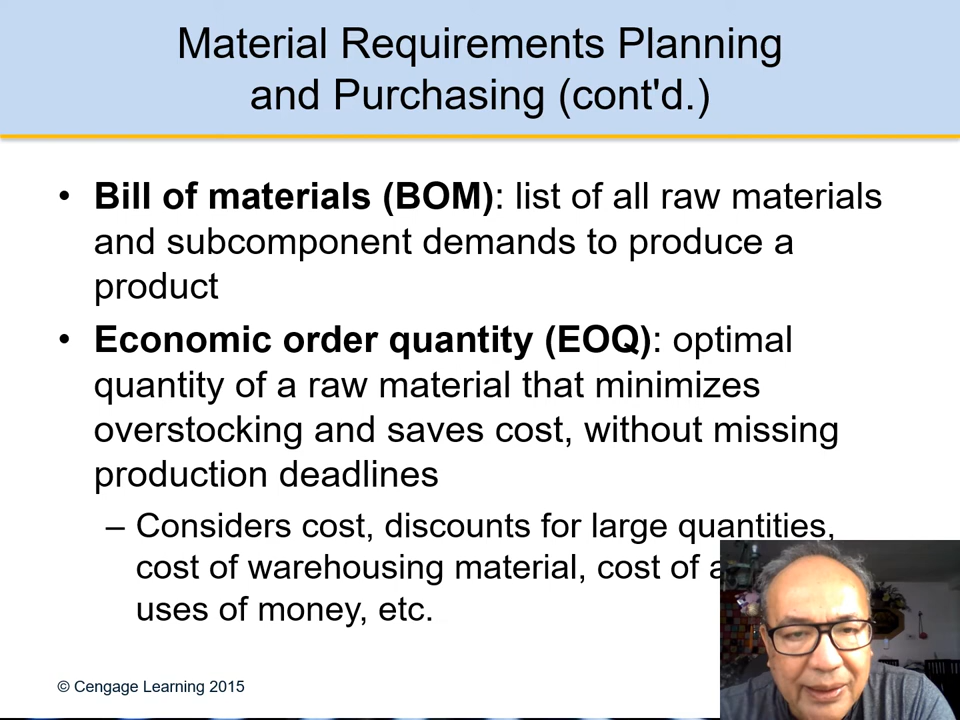 Material Requirements Planning
and Purchasing (cont'd.)
• Bill of materials (BOM): list of all raw materials
and subcomponent demands to produce a
product
• Economic order quantity (EOQ): optimal
quantity of a raw material that minimizes
overstocking and saves cost, without missing
production deadlines
– Considers cost, discounts for large quantities,
cost of warehousing material, cost of
uses of money, etc.
© Cengage Learning 2015